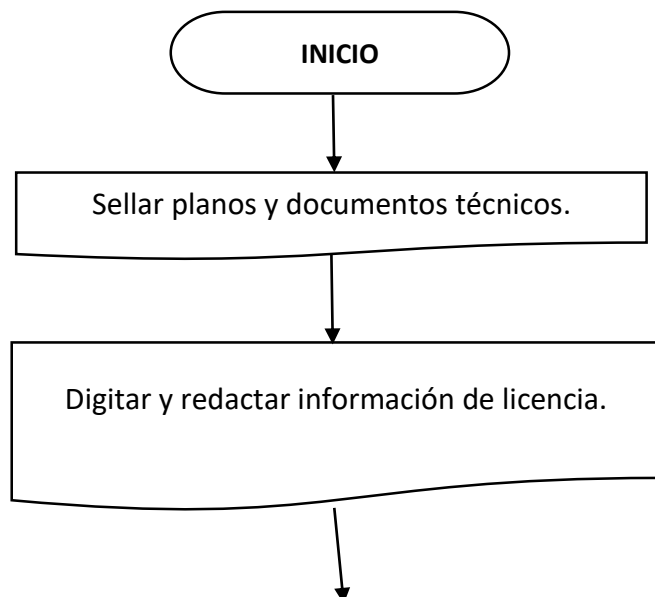 INICIO
Sellar planos y documentos técnicos.
Digitar y redactar información de licencia.